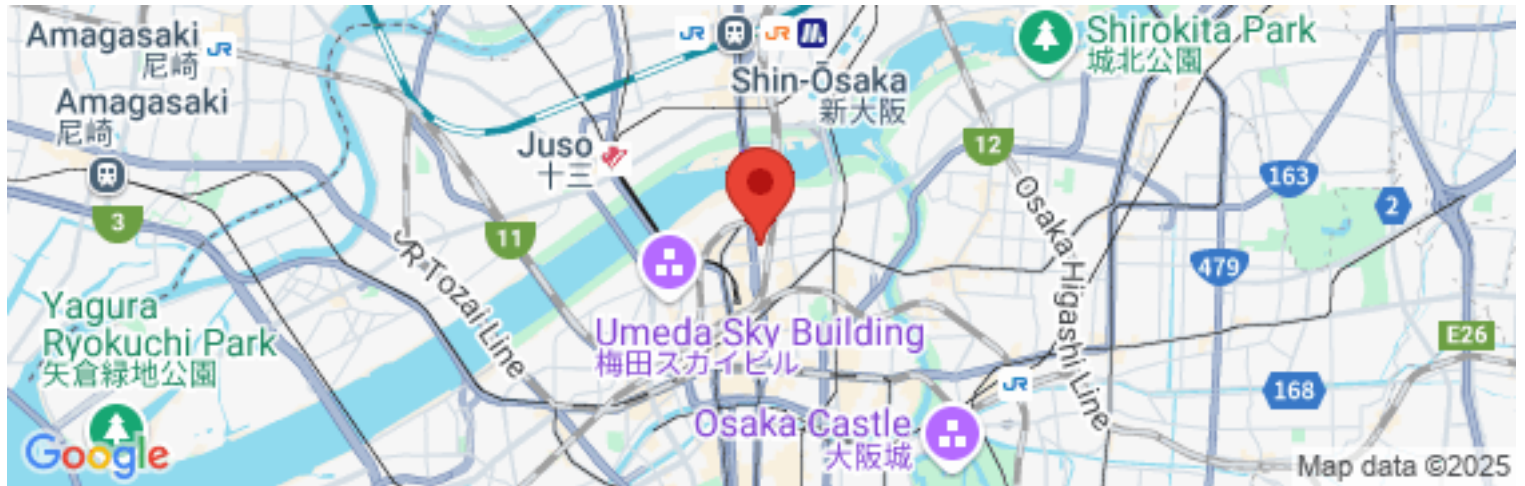 Amagasaki
尼崎
JR
JR
JR
Shirokita Park
城北公園
Amagasaki
尼崎
Shin-Ōsaka
新大阪
Juso
十三
12
163
2
3
11
479
JR Tozai Line
Osaka Higashi Line
Yagura
Ryokuchi Park
矢倉緑地公園
Umeda Sky Building
梅田スカイビル
E26
JR
168
Osaka Castle
大阪城
Google
Map data ©2025